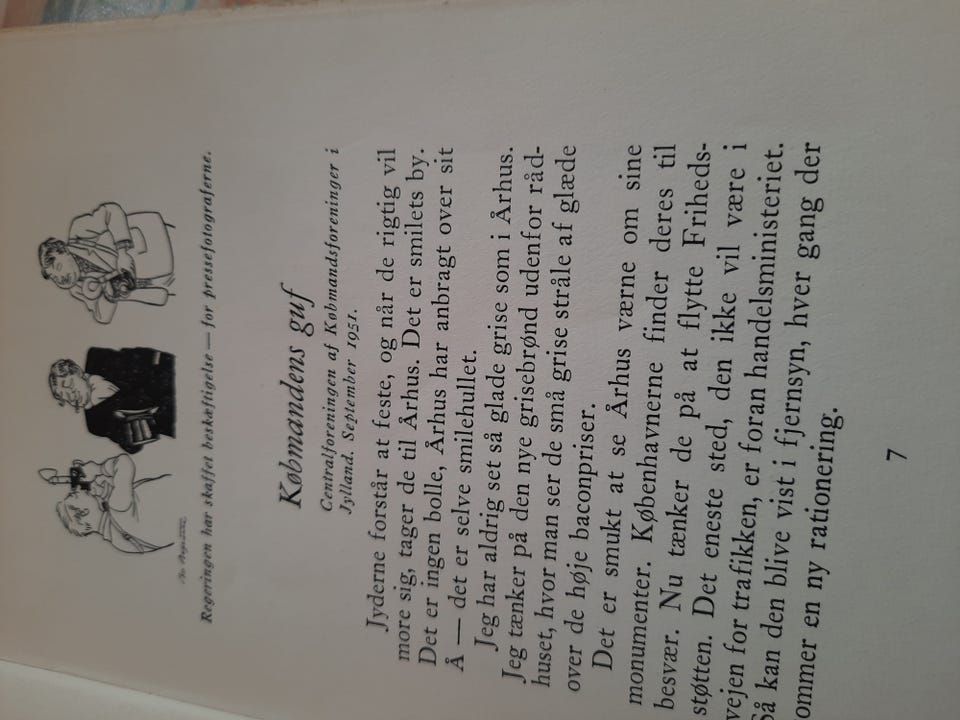 Regeringen har skaffet beskæftigelse — for pressefotograferne.
Købmandens guf
Centralforeningen af Købmandsforeninger i
Jylland. September 1951.
Jyderne forstår at feste, og når de rigtig vil
more sig, tager de til Århus. Det er smilets by.
Det er ingen bolle, Århus har anbragt over sit
Å — det er selve smilehullet.
Jeg har aldrig set så glade grise som i Århus.
Jeg tænker på den nye grisebrønd udenfor råd-
huset, hvor man ser de små grise stråle af glæde
over de høje baconpriser.
Det er smukt at se Århus værne om sine
monumenter. Københavnerne finder deres til
besvær. Nu tænker de på at flytte Friheds-
støtten. Det eneste sted, den ikke vil være i
vejen for trafikken, er foran handelsministeriet.
Så kan den blive vist i fjernsyn, hver gang der
ommer en ny rationering.
7